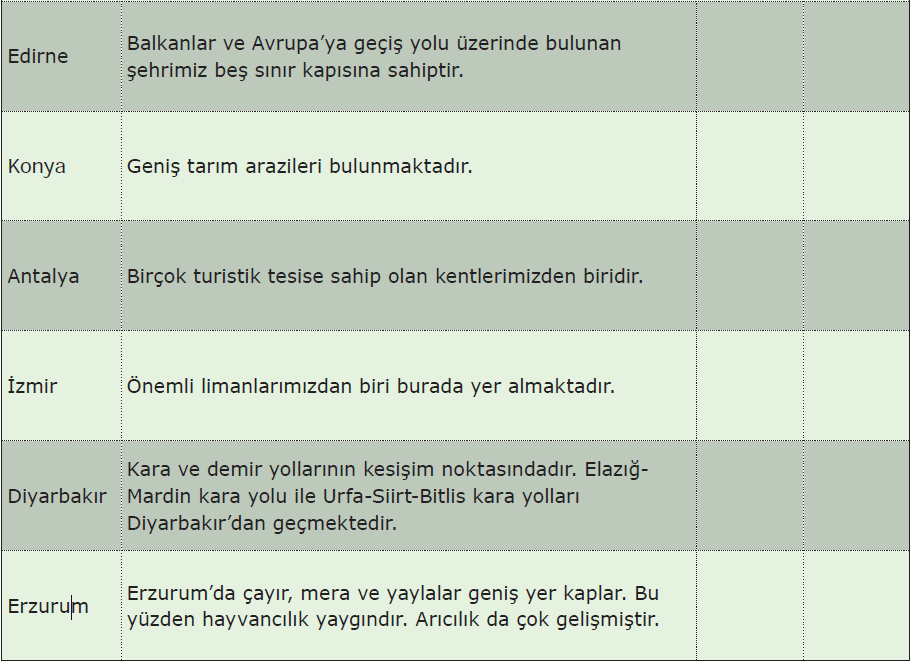 Edirne
Balkanlar ve Avrupa’ya geçiş yolu üzerinde bulunan
şehrimiz beş sınır kapısına sahiptir.
Konya
Geniş tarım arazileri bulunmaktadır.
Antalya
Birçok turistik tesise sahip olan kentlerimizden biridir.
İzmir
Önemli limanlarımızdan biri burada yer almaktadır.
Diyarbakır
Kara ve demir yollarının kesişim noktasındadır. Elazığ-
Mardin kara yolu ile Urfa-Siirt-Bitlis kara yolları
Diyarbakır’dan geçmektedir.
Erzurum
Erzurum’da çayır, mera ve yaylalar geniş yer kaplar. Bu
yüzden hayvancılık yaygındır. Arıcılık da çok gelişmiştir.